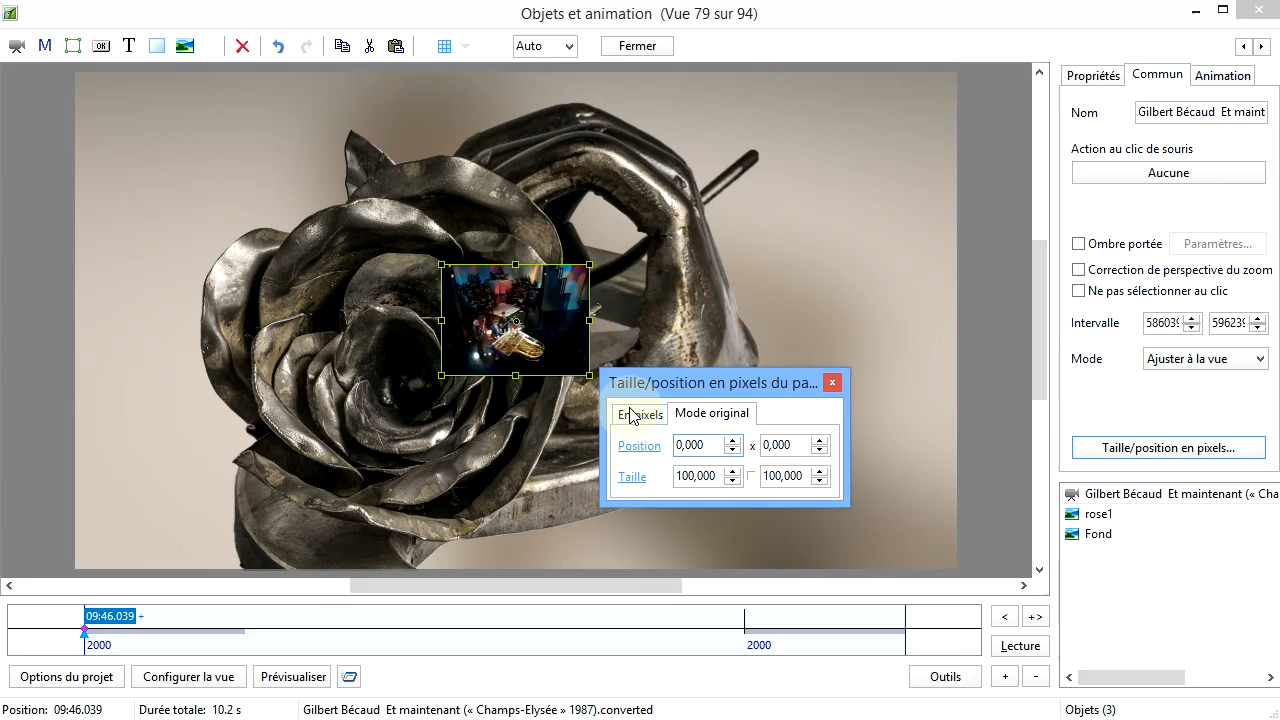 Objets et animation  (Vue 79 sur 94)
M
OK
T
Auto
Fermer
Propriétés
Commun
Animation
Nom
Gilbert Bécaud  Et maint
Action au clic de souris
Aucune
Ombre portée
Paramètres...
Correction de perspective du zoom
Ne pas sélectionner au clic
Intervalle
58603
59623
Mode
Ajuster à la vue
Taille/position en pixels...
Taille/position en pixels du pa...
En pixels
Mode original
Position
0,000
x
0,000
Taille
100,000
100,000
Gilbert Bécaud  Et maintenant (« Cha
rose1
Fond
09:46.039
+
2000
2000
<
+>
Lecture
Options du projet
Configurer la vue
Prévisualiser
Outils
+
-
Position:  09:46.039
Durée totale:  10.2 s
Gilbert Bécaud  Et maintenant (« Champs-Elysée » 1987).converted
Objets (3)